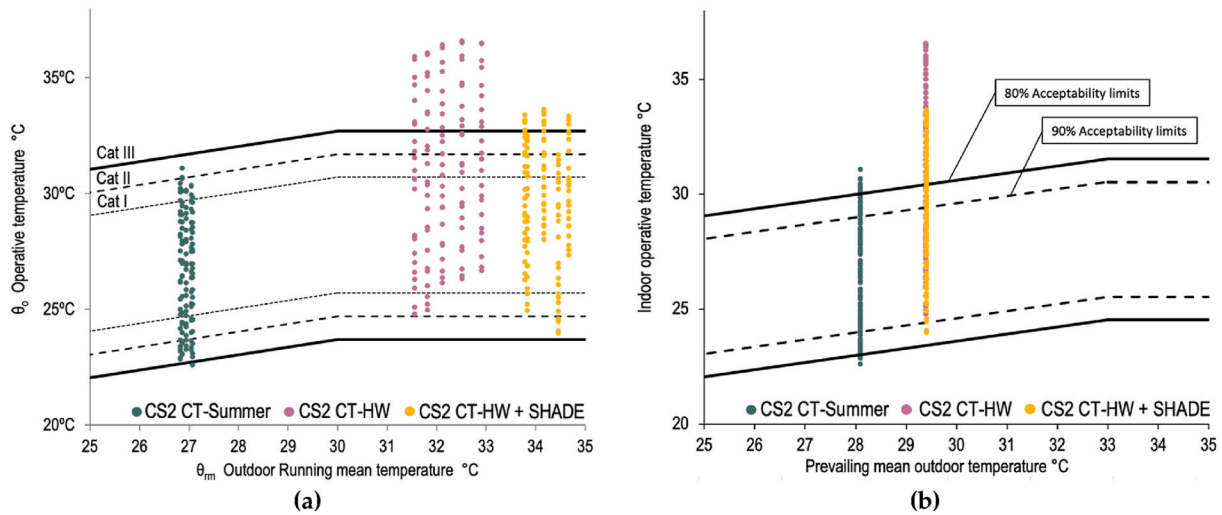 (a)
θo Operative temperature °C
35ºC
30ºC
25ºC
20ºC
Cat III
Cat II
Cat I
CS2 CT-Summer CS2 CT-HW CS2 CT-HW + SHADE
25 26 27 28 29 30 31 32 33 34 35
θrm Outdoor Running mean temperature °C
(b)
Indoor operative temperature °C
35
30
25
20
80% Acceptability limits
90% Acceptability limits
CS2 CT-Summer CS2 CT-HW CS2 CT-HW + SHADE
25 26 27 28 29 30 31 32 33 34 35
Prevailing mean outdoor temperature °C